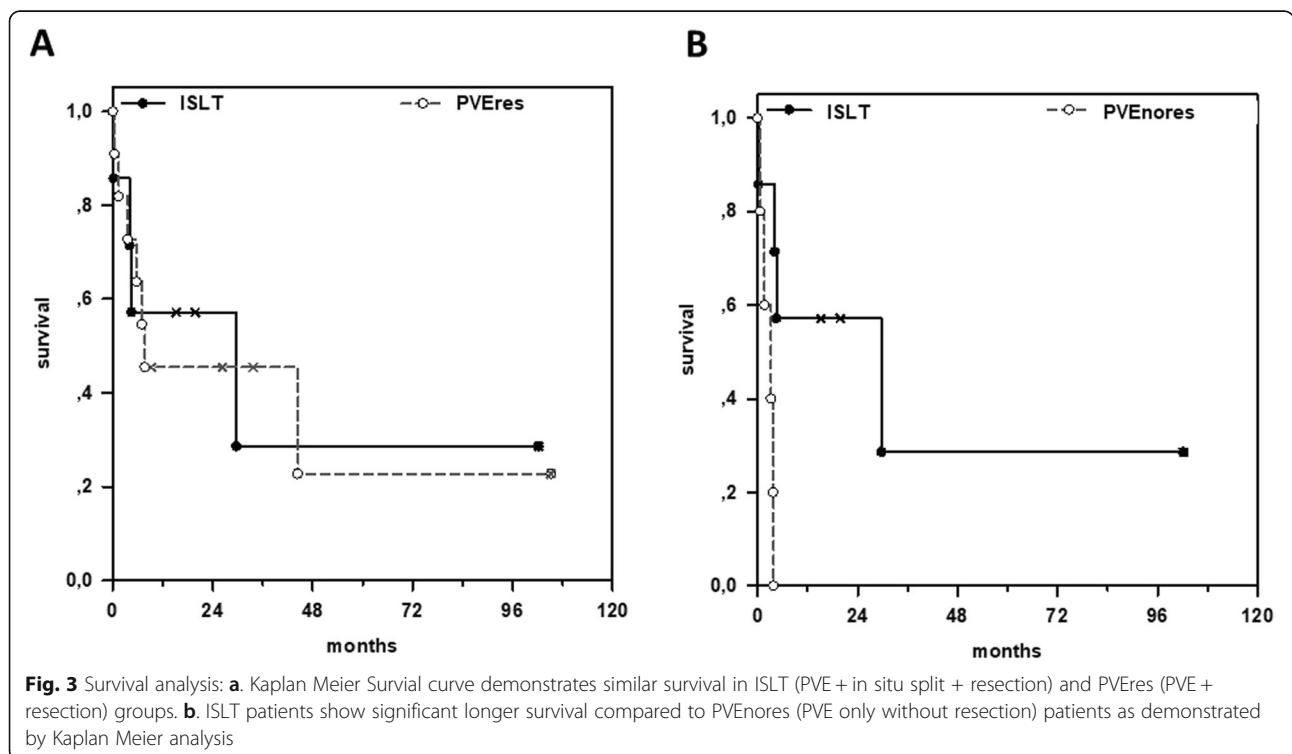 A
ISLT PVEres
1,0
,8
,6
,4
,2
0,0
survival
0 24 48 72 96 120
months
B
ISLT PVEnores
1,0
,8
,6
,4
,2
0,0
survival
0 24 48 72 96 120
months
Fig. 3 Survival analysis: a. Kaplan Meier Survial curve demonstrates similar survival in ISLT (PVE + in situ split + resection) and PVEres (PVE +
resection) groups. b. ISLT patients show significant longer survival compared to PVEnores (PVE only without resection) patients as demonstrated
by Kaplan Meier analysis